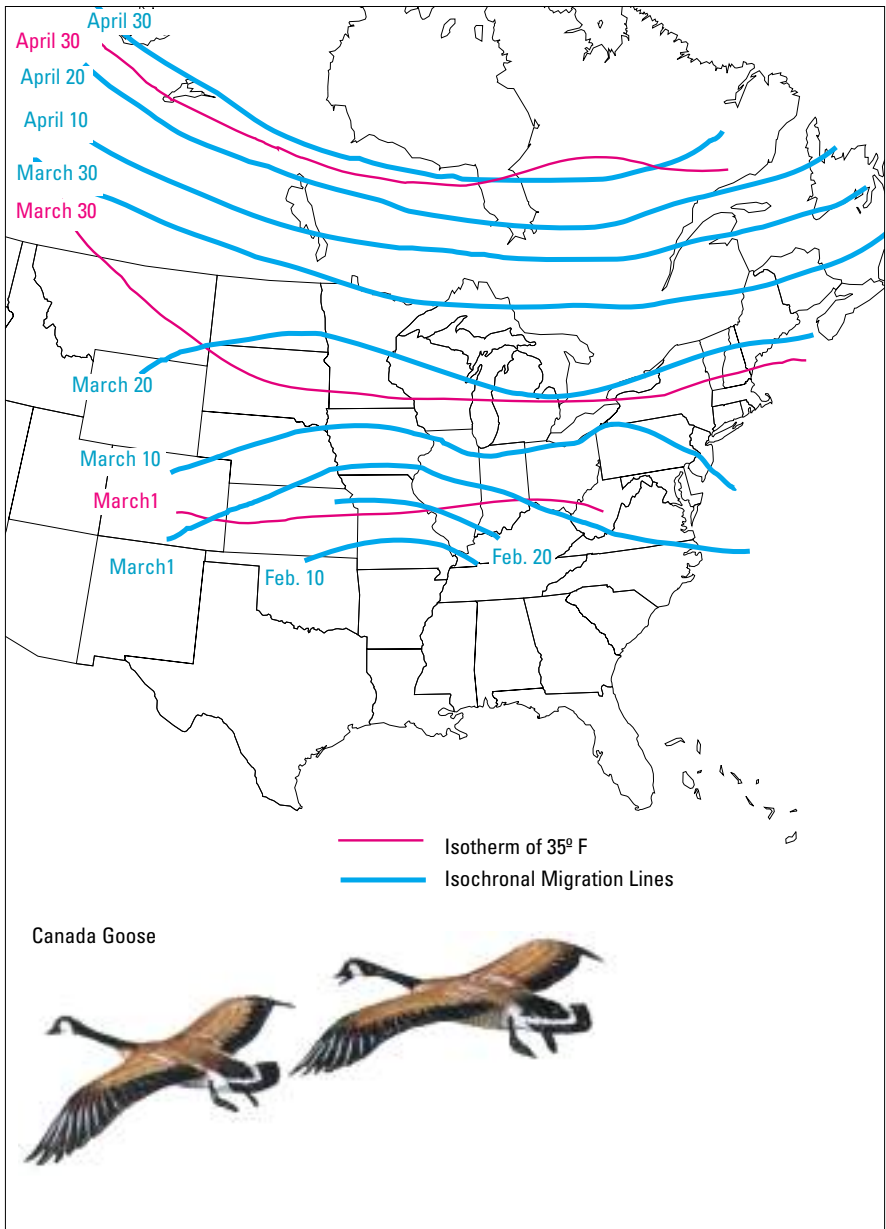 April 30
April 30
April 20
April 10
March 30
March 30
March 20
March 10
March1
March1
Feb. 20
Feb. 10
Isotherm of 35º F
Isochronal Migration Lines
Canada Goose